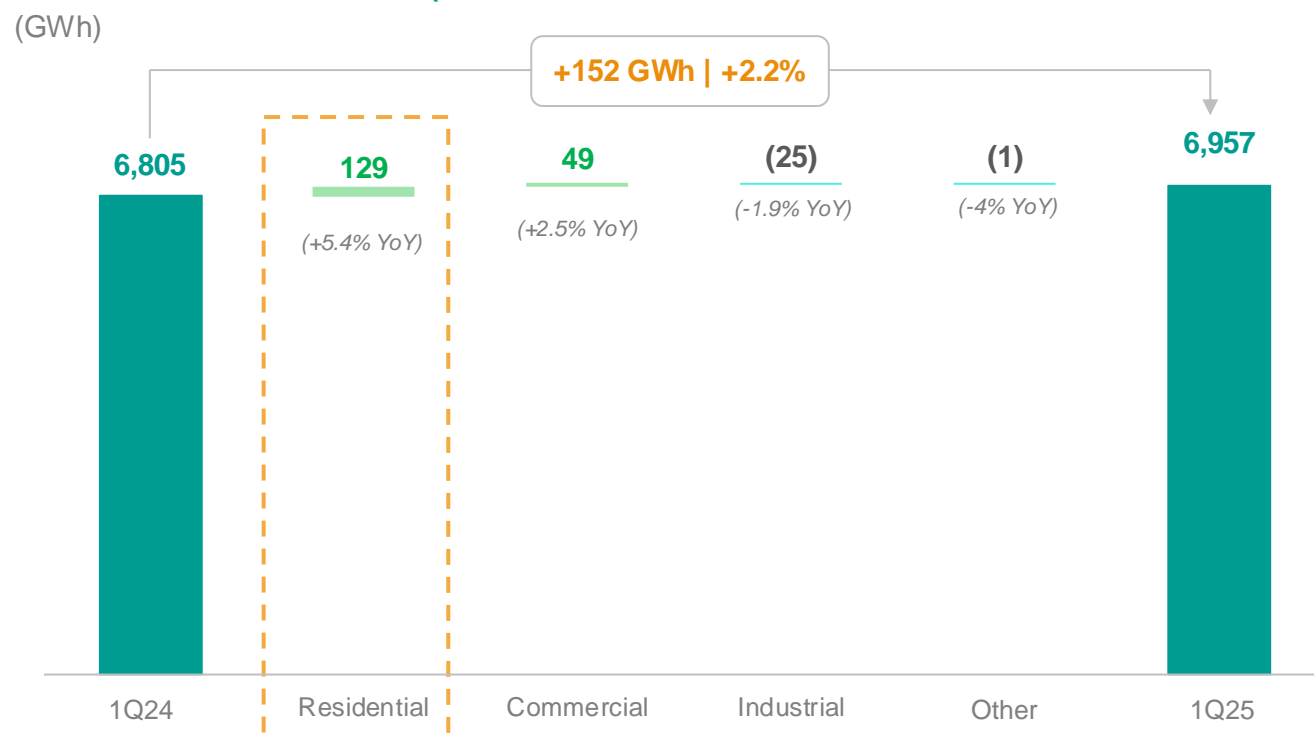 (GWh)
+152 GWh | +2.2%
6,805
129
49
(25)
(1)
6,957
(+5.4% YoY)
(+2.5% YoY)
(-1.9% YoY)
(-4% YoY)
1Q24
Residential
Commercial
Industrial
Other
1Q25